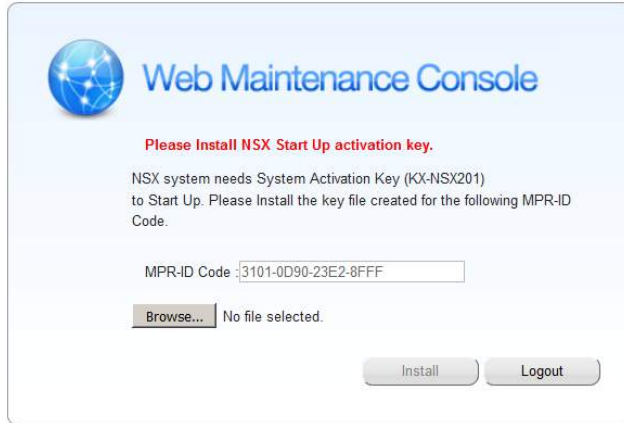 Web Maintenance Console
Please Install NSX Start Up activation key.
NSX system needs System Activation Key (KX-NSX201)
to Start Up. Please Install the key file created for the following MPR-ID
Code.
MPR-ID Code :3101-0D90-23E2-8FFF
Browse... No file selected.
Install Logout